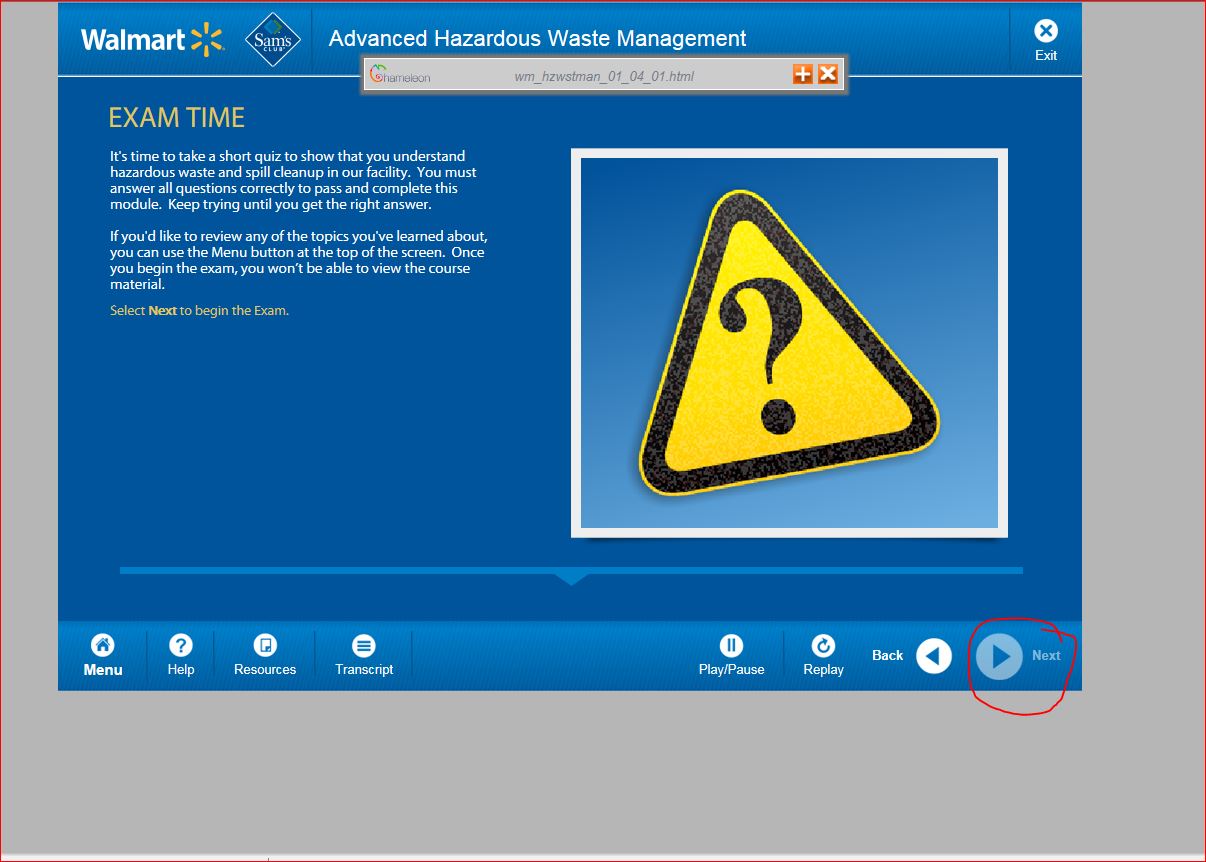 Walmart
Sam's
CLUB
Advanced Hazardous Waste Management
Exit
Chameleon
wm_hzwstman_01_04_01.html
EXAM TIME
It's time to take a short quiz to show that you understand
hazardous waste and spill cleanup in our facility. You must
answer all questions correctly to pass and complete this
module. Keep trying until you get the right answer.
If you'd like to review any of the topics you've learned about,
you can use the Menu button at the top of the screen. Once
you begin the exam, you won’t be able to view the course
material.
Select Next to begin the Exam.
?
Menu
? Help
Resources
Transcript
Play/Pause
Replay
Back
Next